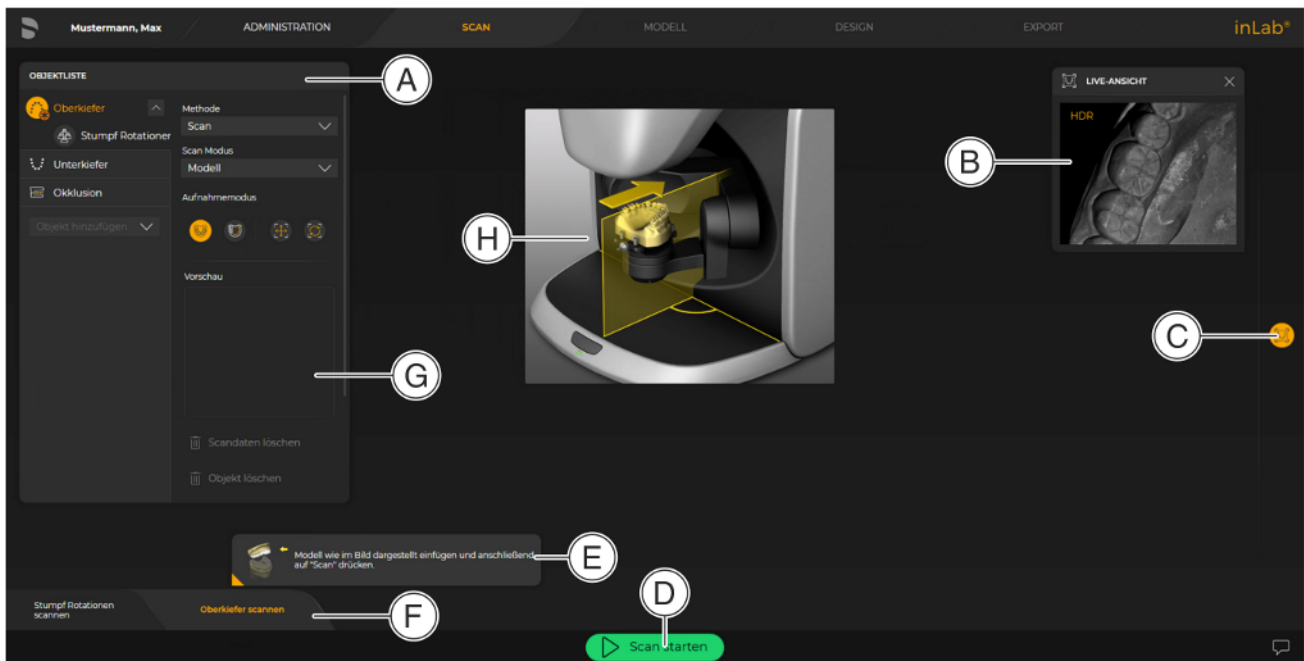 Mustermann, Max
ADMINISTRATION
SCAN
MODELL
DESIGN
EXPORT
inLab®
OBJEKTLISTE
A
Oberkiefer
Stumpf Rotationer
Unterkiefer
Okklusion
Objekt hinzufügen
Methode
Scan
Scan Modus
Modell
Aufnahmemodus
Vorschau
G
Scandaten löschen
Objekt löschen
H
LIVE-ANSICHT
HDR
B
C
Modell wie im Bild dargestellt einfügen und anschließend
auf "Scan" drücken.
E
Stumpf Rotationen
scannen
Oberkiefer scannen
F
D
Scan starten